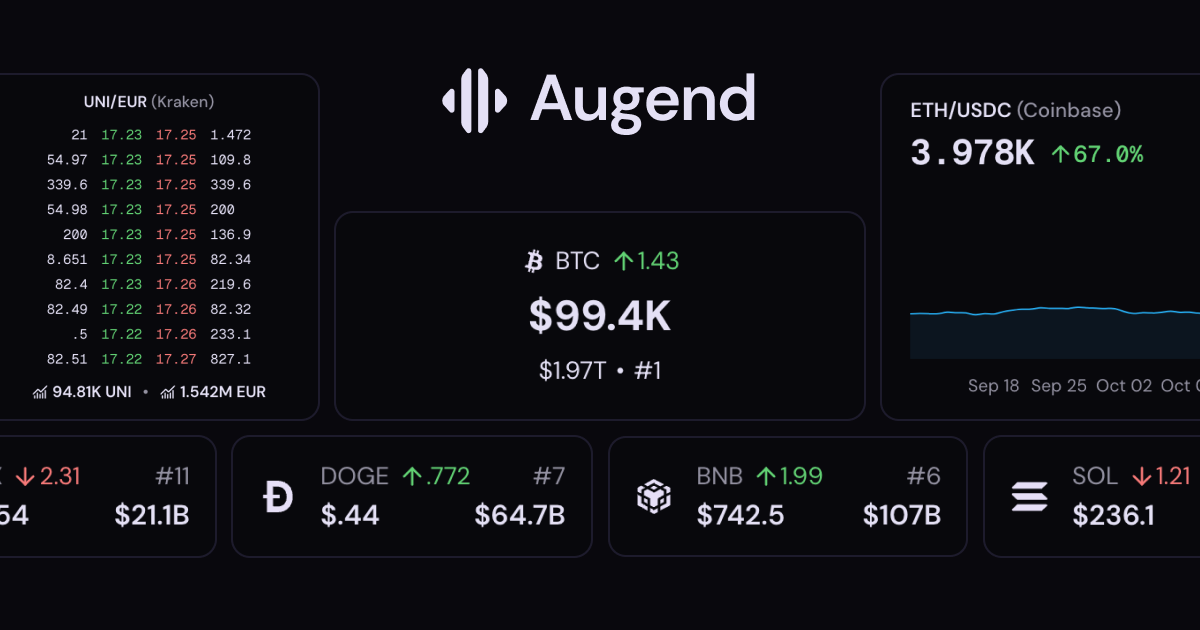 Augend
UNI/EUR (Kraken)
21 17.23 17.25 1.472
54.97 17.23 17.25 109.8
339.6 17.23 17.25 339.6
54.98 17.23 17.25 200
200 17.23 17.25 136.9
8.651 17.23 17.25 82.34
82.4 17.23 17.26 219.6
82.49 17.22 17.26 82.32
.5 17.22 17.26 233.1
82.51 17.22 17.27 827.1
94.81K UNI • 1.542M EUR
BTC ↑1.43
$99.4K
$1.97T • #1
ETH/USDC (Coinbase)
3.978K ↑67.0%
Sep 18 Sep 25 Oct 02 Oct
↓2.31 #11
54 $21.1B
DOGE ↑.772 #7
$.44 $64.7B
BNB ↑1.99 #6
$742.5 $107B
SOL ↓1.21
$236.1